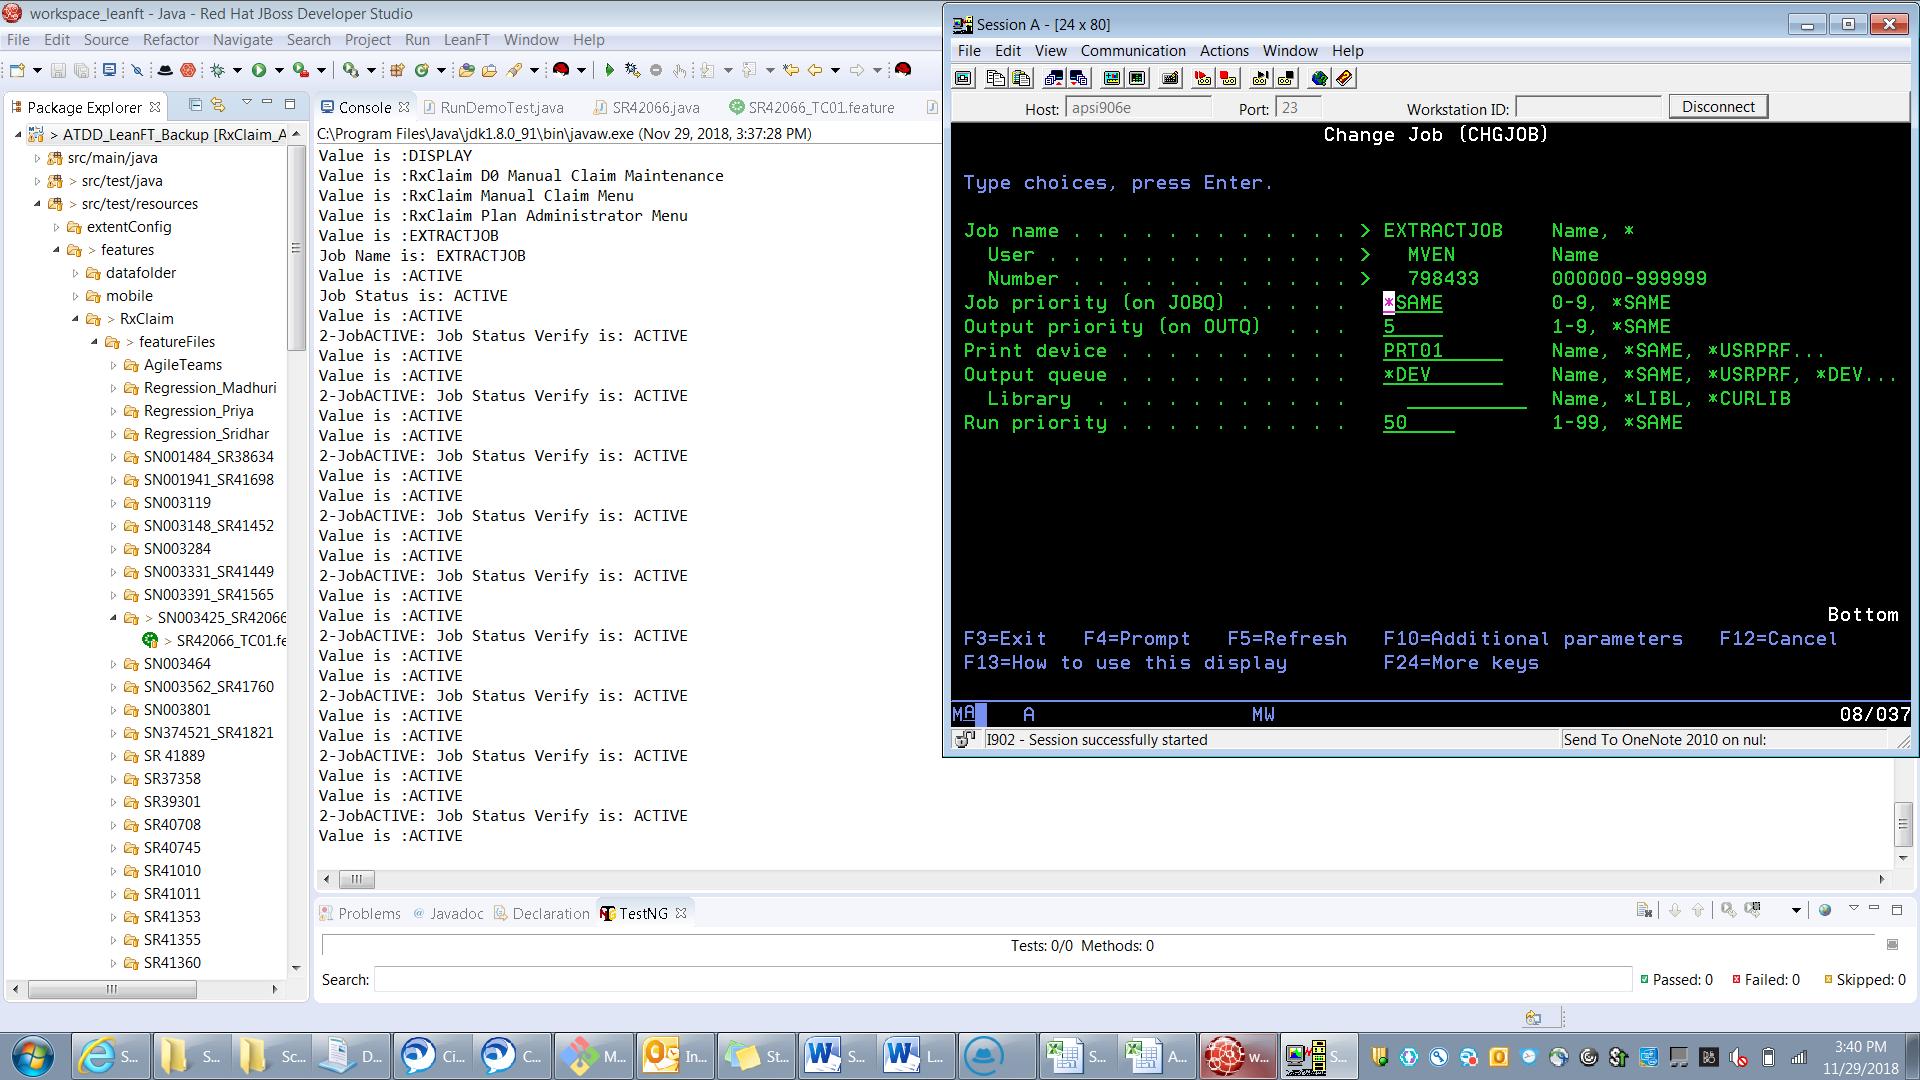 workspace_leanft - Java - Red Hat JBoss Developer Studio
File Edit Source Refactor Navigate Search Project Run LeanFT Window Help
Package Explorer
> ATDD_LeanFT_Backup [RxClaim_A
src/main/java
> src/test/java
> src/test/resources
extentConfig
> features
datafolder
mobile
> RxClaim
> featureFiles
AgileTeams
Regression_Madhuri
Regression_Priya
Regression_Sridhar
SN001484_SR38634
SN001941_SR41698
SN003119
SN003148_SR41452
SN003284
SN003331_SR41449
SN003391_SR41565
> SN003425_SR42066
> SR42066_TC01.fe
SN003464
SN003562_SR41760
SN003801
SN374521_SR41821
SR 41889
SR37358
SR39301
SR40708
SR40745
SR41010
SR41011
SR41353
SR41355
SR41360
Console RunDemoTest.java SR42066.java SR42066_TC01.feature
C:\Program Files\Java\jdk1.8.0_91\bin\javaw.exe (Nov 29, 2018, 3:37:28 PM)
Value is :DISPLAY
Value is :RxClaim D0 Manual Claim Maintenance
Value is :RxClaim Manual Claim Menu
Value is :RxClaim Plan Administrator Menu
Value is :EXTRACTJOB
Job Name is: EXTRACTJOB
Value is :ACTIVE
Job Status is: ACTIVE
Value is :ACTIVE
2-JobACTIVE: Job Status Verify is: ACTIVE
Value is :ACTIVE
Value is :ACTIVE
2-JobACTIVE: Job Status Verify is: ACTIVE
Value is :ACTIVE
Value is :ACTIVE
2-JobACTIVE: Job Status Verify is: ACTIVE
Value is :ACTIVE
Value is :ACTIVE
2-JobACTIVE: Job Status Verify is: ACTIVE
Value is :ACTIVE
Value is :ACTIVE
2-JobACTIVE: Job Status Verify is: ACTIVE
Value is :ACTIVE
Value is :ACTIVE
2-JobACTIVE: Job Status Verify is: ACTIVE
Value is :ACTIVE
Value is :ACTIVE
2-JobACTIVE: Job Status Verify is: ACTIVE
Value is :ACTIVE
Value is :ACTIVE
2-JobACTIVE: Job Status Verify is: ACTIVE
Value is :ACTIVE
Value is :ACTIVE
2-JobACTIVE: Job Status Verify is: ACTIVE
Value is :ACTIVE
Session A - [24 x 80]
File Edit View Communication Actions Window Help
Host: apsi906e Port: 23 Workstation ID: Disconnect
Change Job (CHGJOB)
Type choices, press Enter.
Job name . . . . . . . . . . . . > EXTRACTJOB Name, *
User . . . . . . . . . . . . . > MVEN Name
Number . . . . . . . . . . . . > 798433 000000-999999
Job priority (on JOBQ) . . . . . *SAME 0-9, *SAME
Output priority (on OUTQ) . . . 5 1-9, *SAME
Print device . . . . . . . . . . PRT01 Name, *SAME, *USRPRF...
Output queue . . . . . . . . . . *DEV Name, *SAME, *USRPRF, *DEV...
Library . . . . . . . . . . . Name, *LIBL, *CURLIB
Run priority . . . . . . . . . . 50 1-99, *SAME
Bottom
F3=Exit F4=Prompt F5=Refresh F10=Additional parameters F12=Cancel
F13=How to use this display F24=More keys
MA A MW 08/037
I902 - Session successfully started Send To OneNote 2010 on nul:
Problems @ Javadoc Declaration TestNG
Tests: 0/0 Methods: 0
Search: Passed: 0 Failed: 0 Skipped: 0
S... S... Sc... D... Ci... C... M... In... St... S... L... S... A... w... S...
3:40 PM
11/29/2018